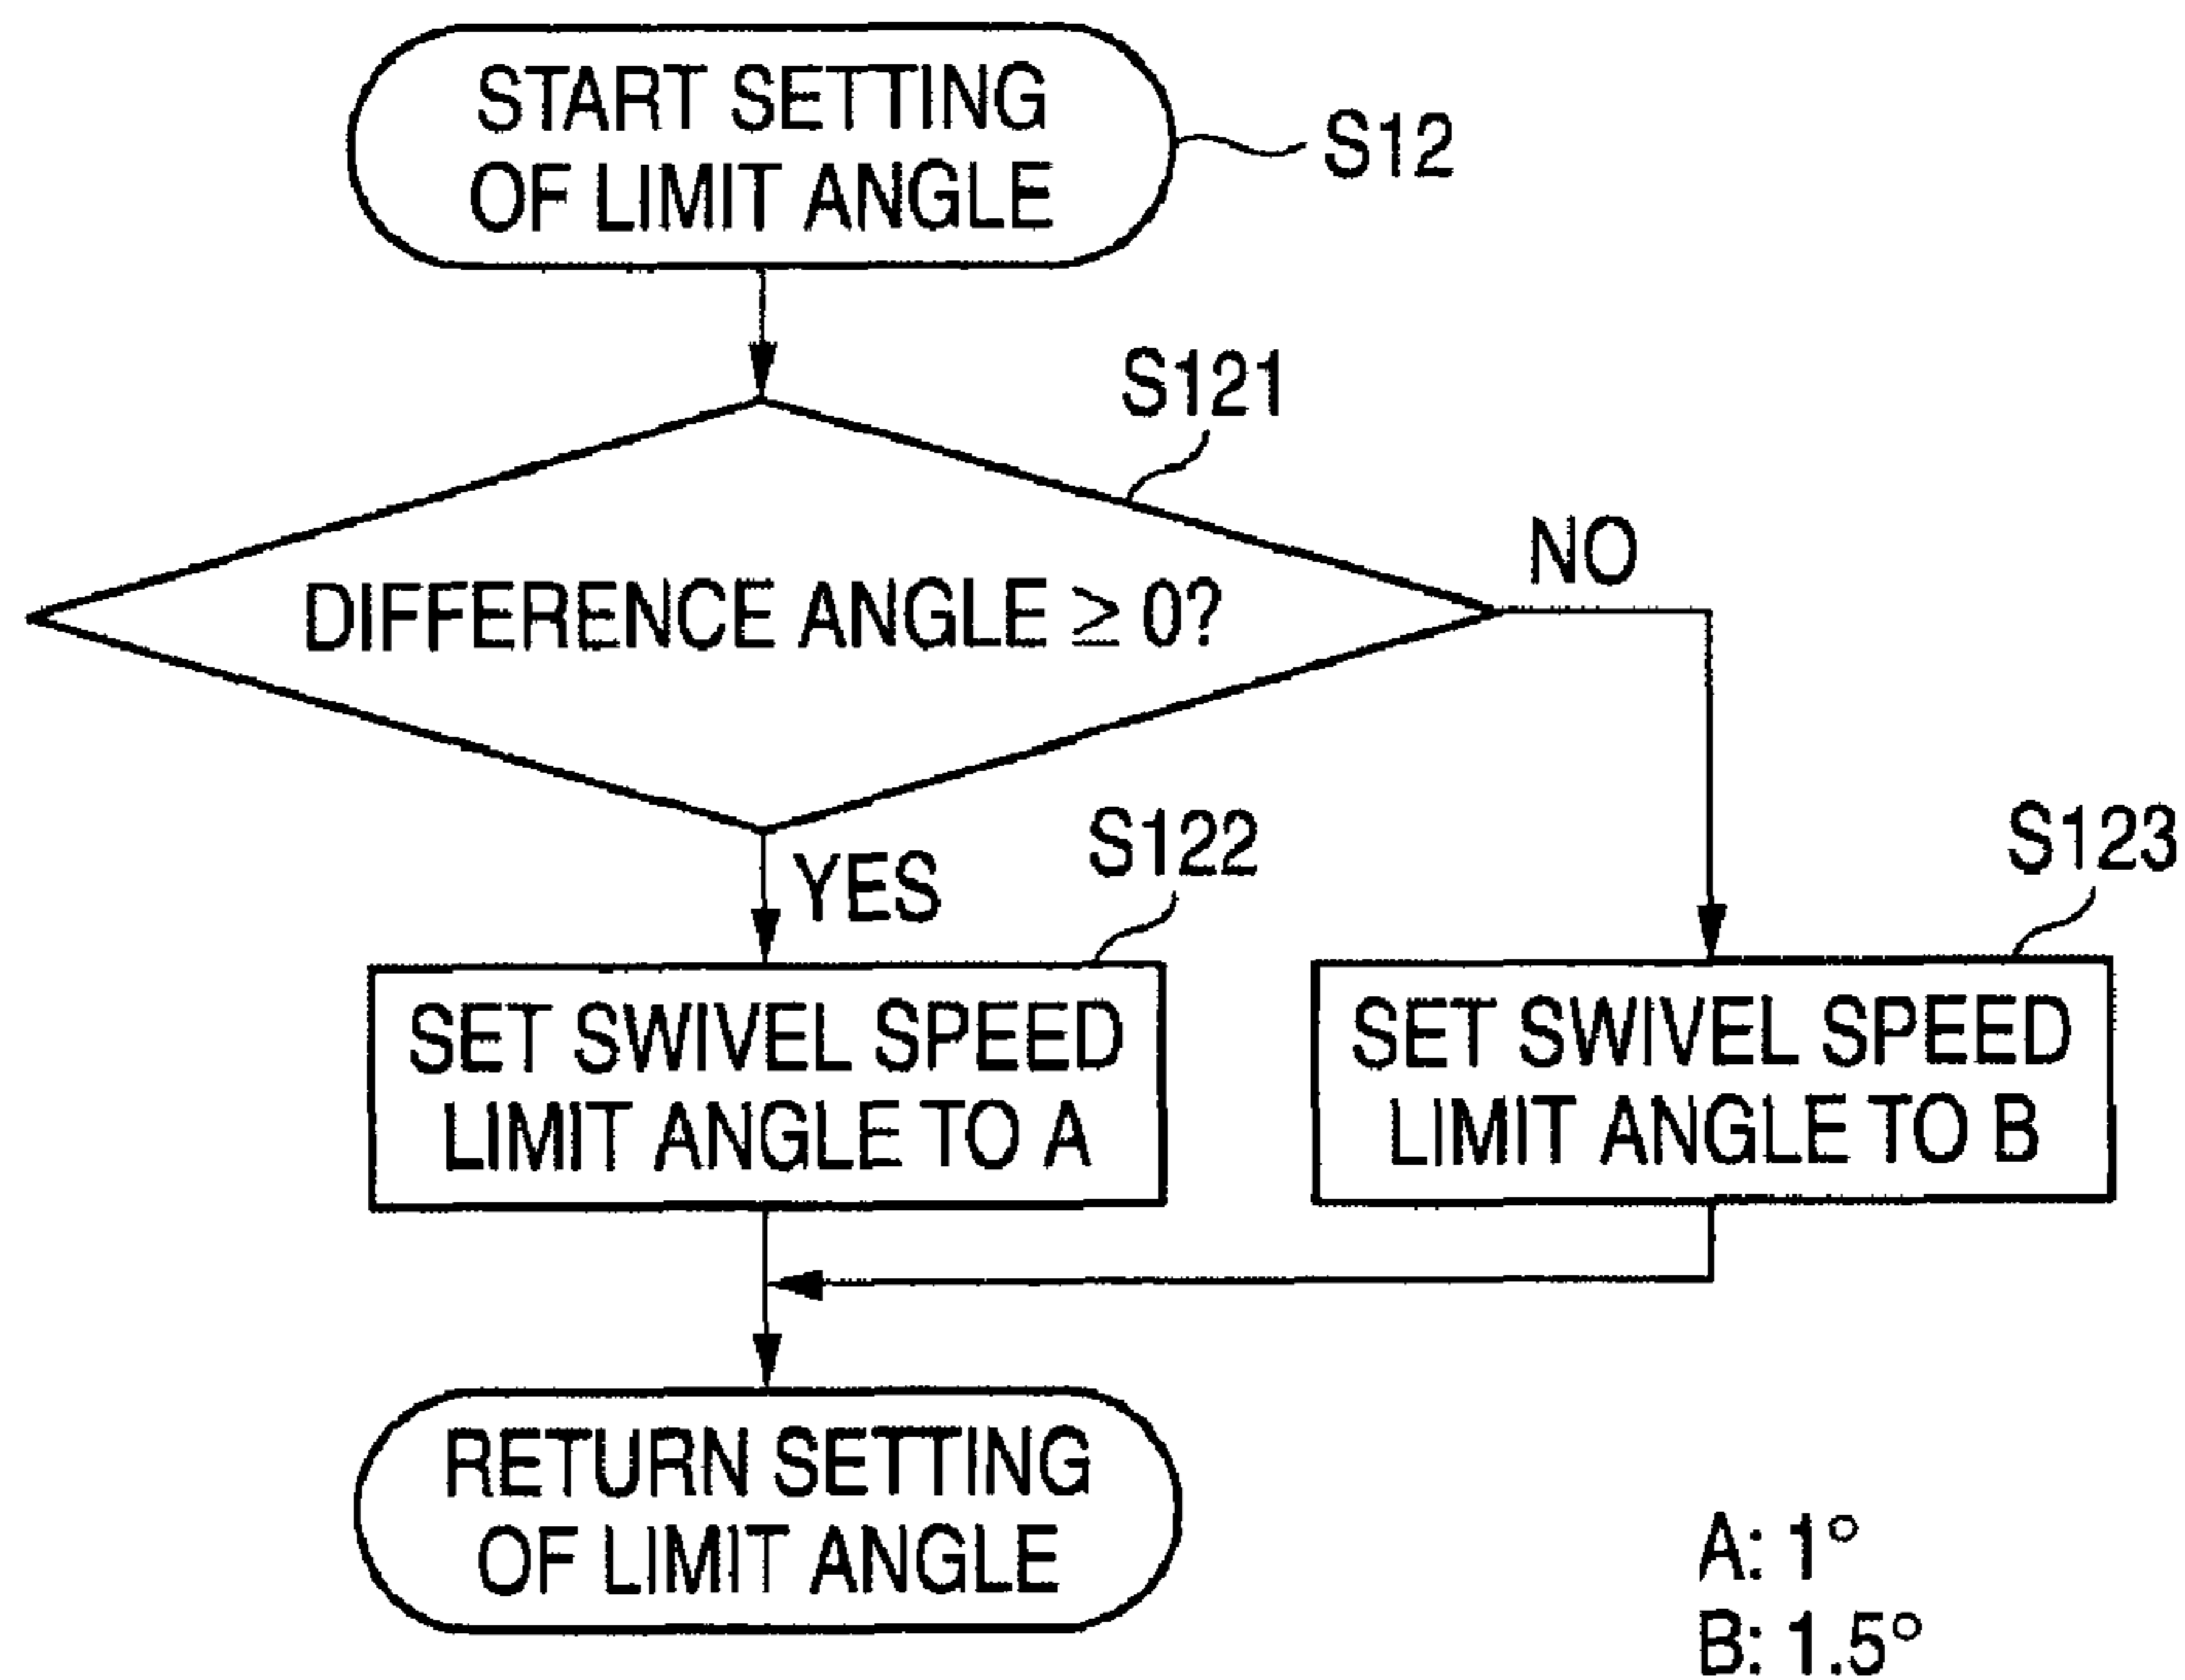 START SETTING
OF LIMIT ANGLE
S12
S121
DIFFERENCE ANGLE ≧ 0?
NO
YES
S122
S123
SET SWIVEL SPEED
LIMIT ANGLE TO A
SET SWIVEL SPEED
LIMIT ANGLE TO B
RETURN SETTING
OF LIMIT ANGLE
A: 1°
B: 1.5°